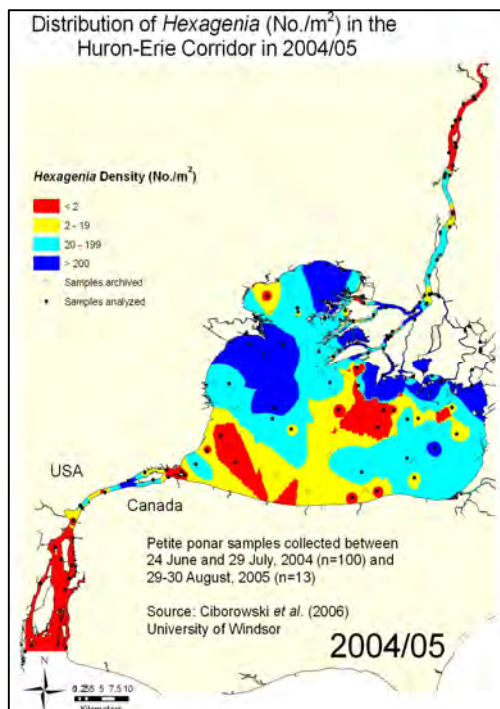 Distribution of Hexagenia (No./m²) in the
Huron-Erie Corridor in 2004/05
Hexagenia Density (No./m²)
< 2
2 - 19
20 - 199
> 200
Samples archived
Samples analyzed
USA
Canada
Petite ponar samples collected between
24 June and 29 July, 2004 (n=100) and
29-30 August, 2005 (n=13)
Source: Ciborowski et al. (2006)
University of Windsor
2004/05
N
Kilometers